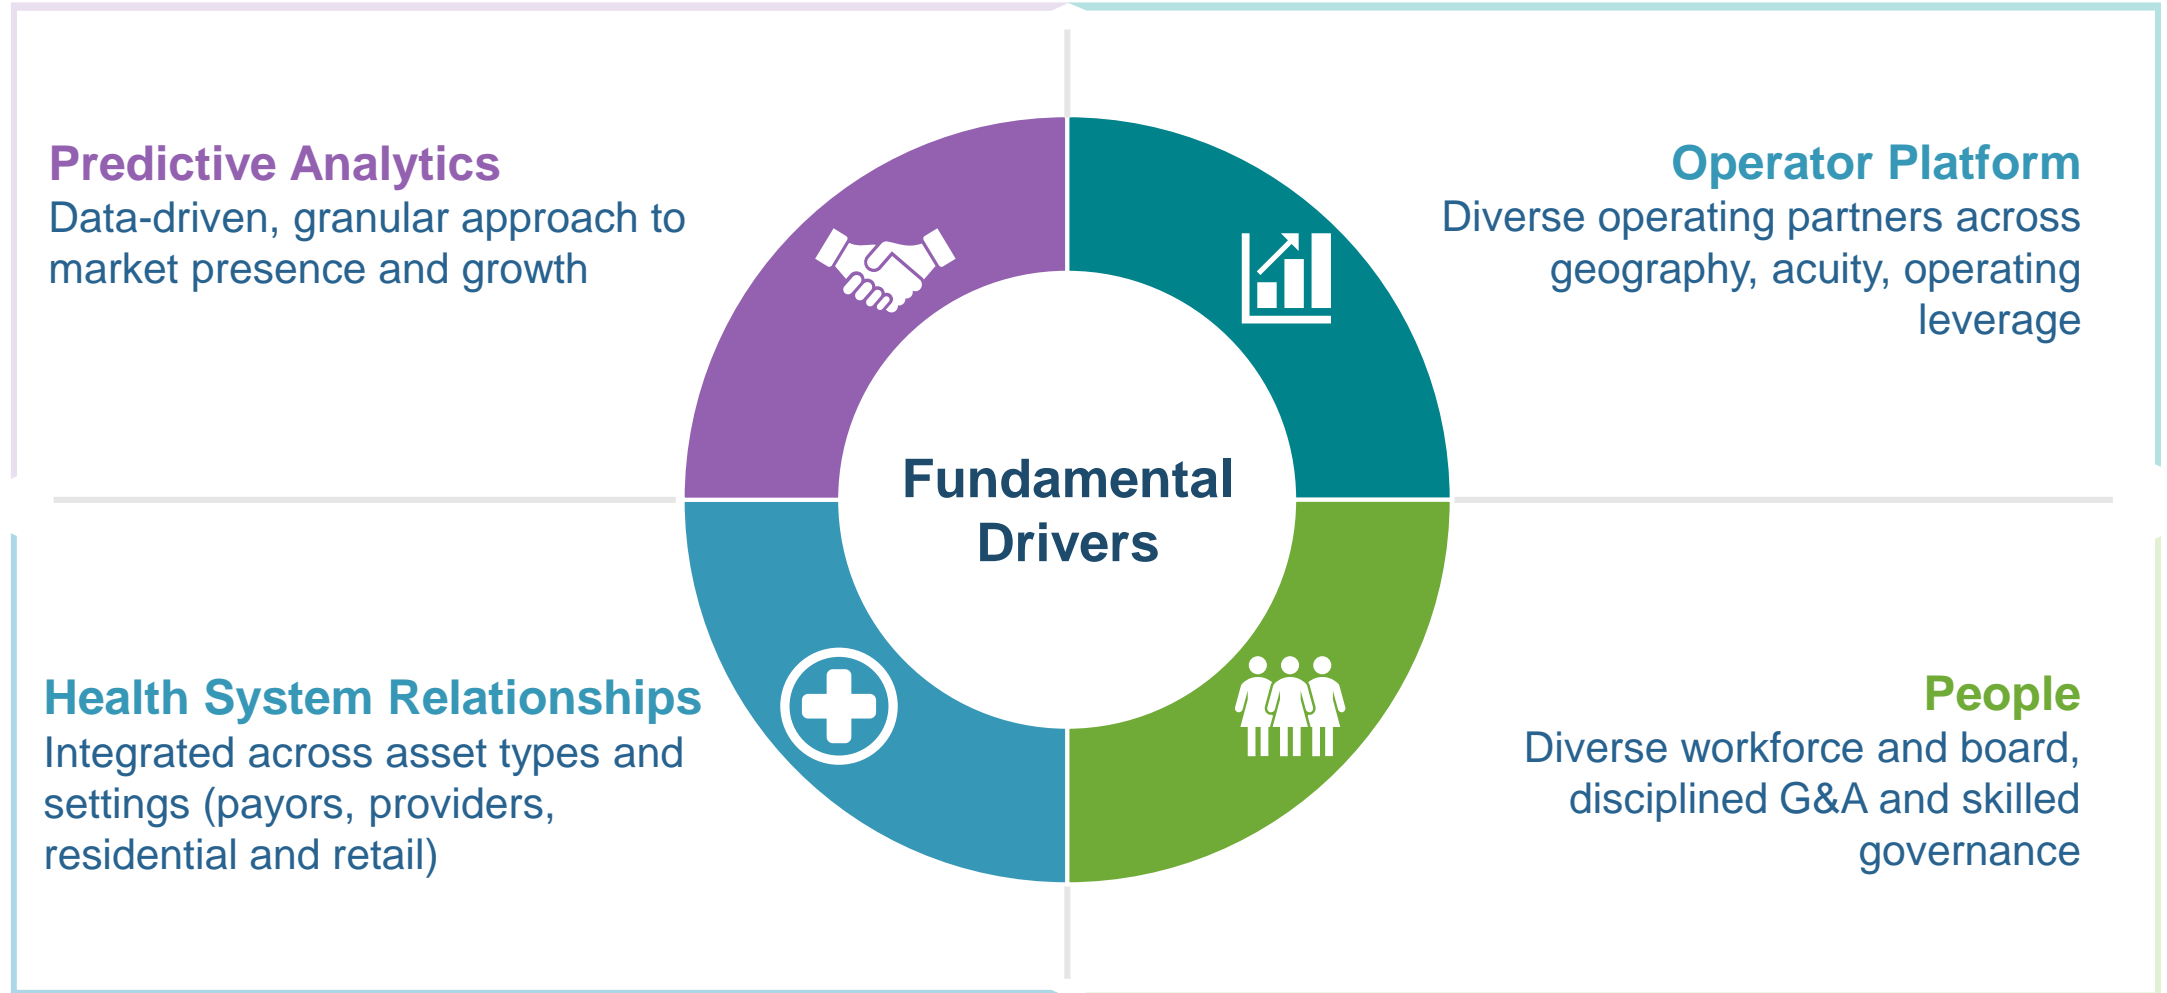 Predictive Analytics
Data-driven, granular approach to
market presence and growth
Operator Platform
Diverse operating partners across
geography, acuity, operating
leverage
Fundamental
Drivers
Health System Relationships
Integrated across asset types and
settings (payors, providers,
residential and retail)
People
Diverse workforce and board,
disciplined G&A and skilled
governance